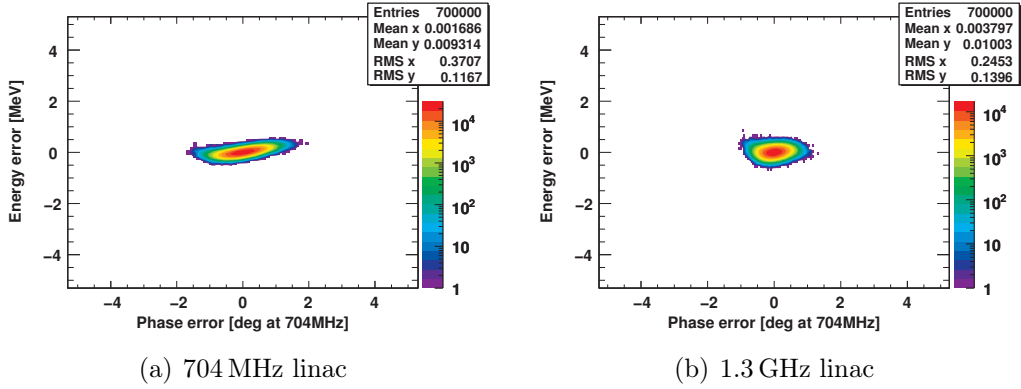 Entries 700000
Mean x 0.001686
Mean y 0.009314
RMS x 0.3707
RMS y 0.1167
Energy error [MeV]
4
2
0
−2
−4
10⁴
10³
10²
10
1
−4 −2 0 2 4
Phase error [deg at 704MHz]
(a) 704 MHz linac
Entries 700000
Mean x 0.003797
Mean y 0.01003
RMS x 0.2453
RMS y 0.1396
Energy error [MeV]
4
2
0
−2
−4
10⁴
10³
10²
10
1
−4 −2 0 2 4
Phase error [deg at 704MHz]
(b) 1.3 GHz linac